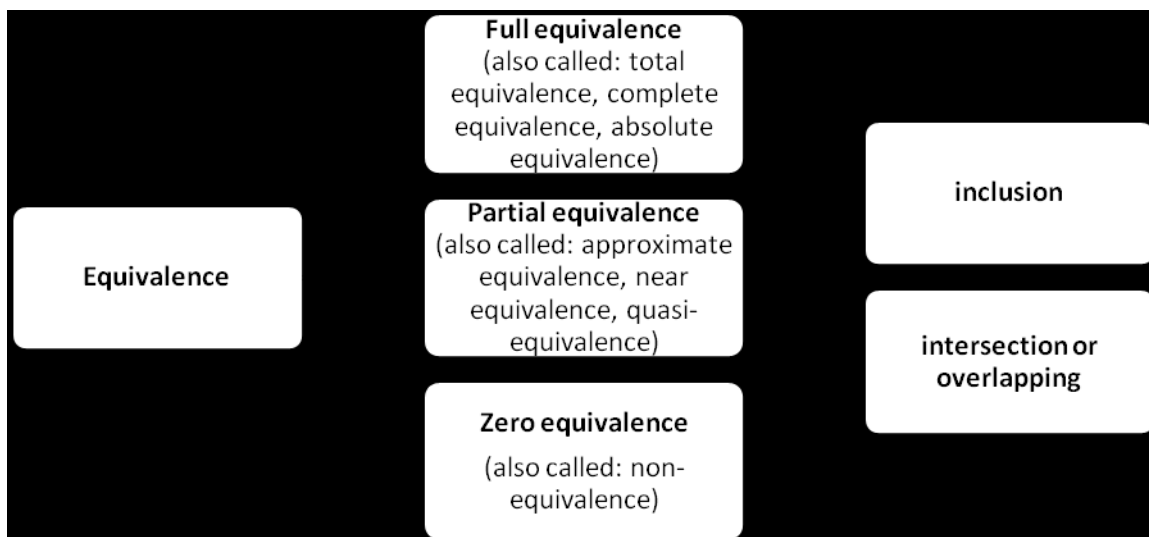 Full equivalence
(also called: total
equivalence, complete
equivalence, absolute
equivalence)
Equivalence
Partial equivalence
(also called: approximate
equivalence, near
equivalence, quasi-
equivalence)
Zero equivalence
(also called: non-
equivalence)
inclusion
intersection or
overlapping